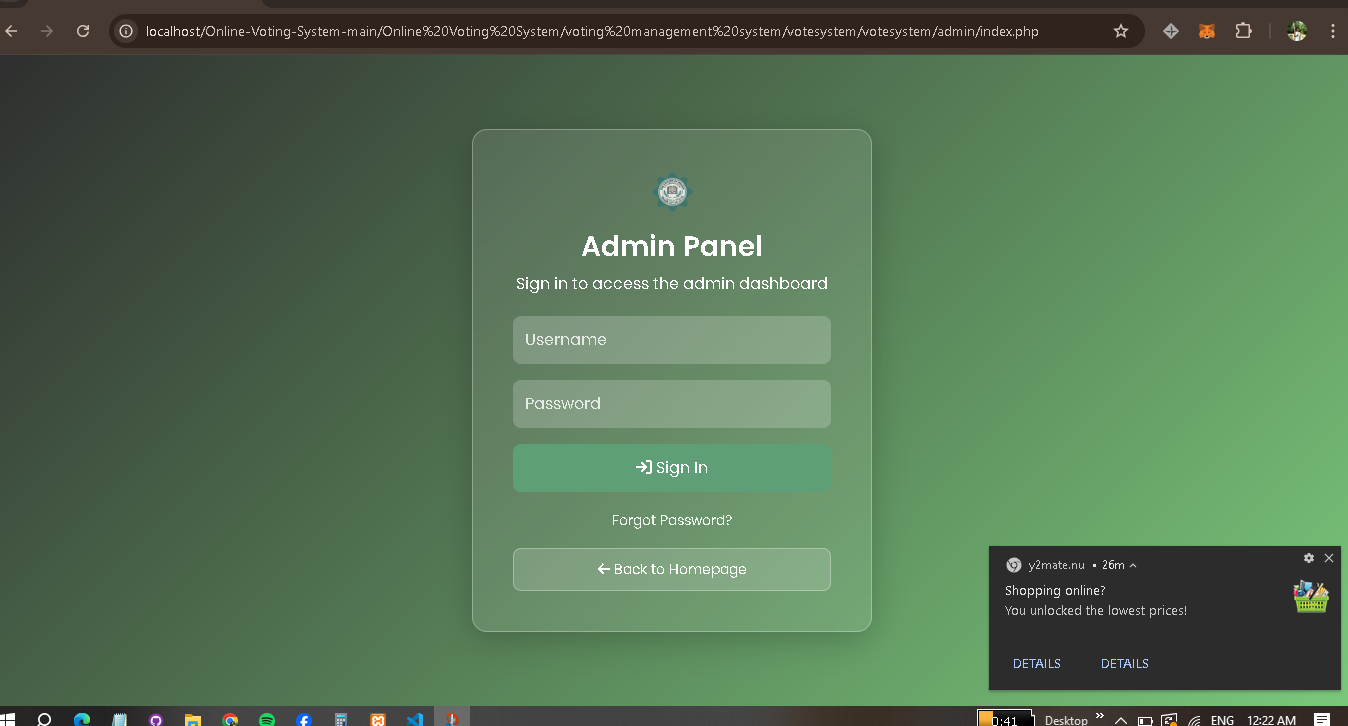 localhost/Online-Voting-System-main/Online%20Voting%20System/voting%20management%20system/votesystem/votesystem/admin/index.php
Admin Panel
Sign in to access the admin dashboard
Username
Password
Sign In
Forgot Password?
Back to Homepage
y2mate.nu • 26m
Shopping online?
You unlocked the lowest prices!
DETAILS DETAILS
0:41 Desktop » ENG 12:22 AM